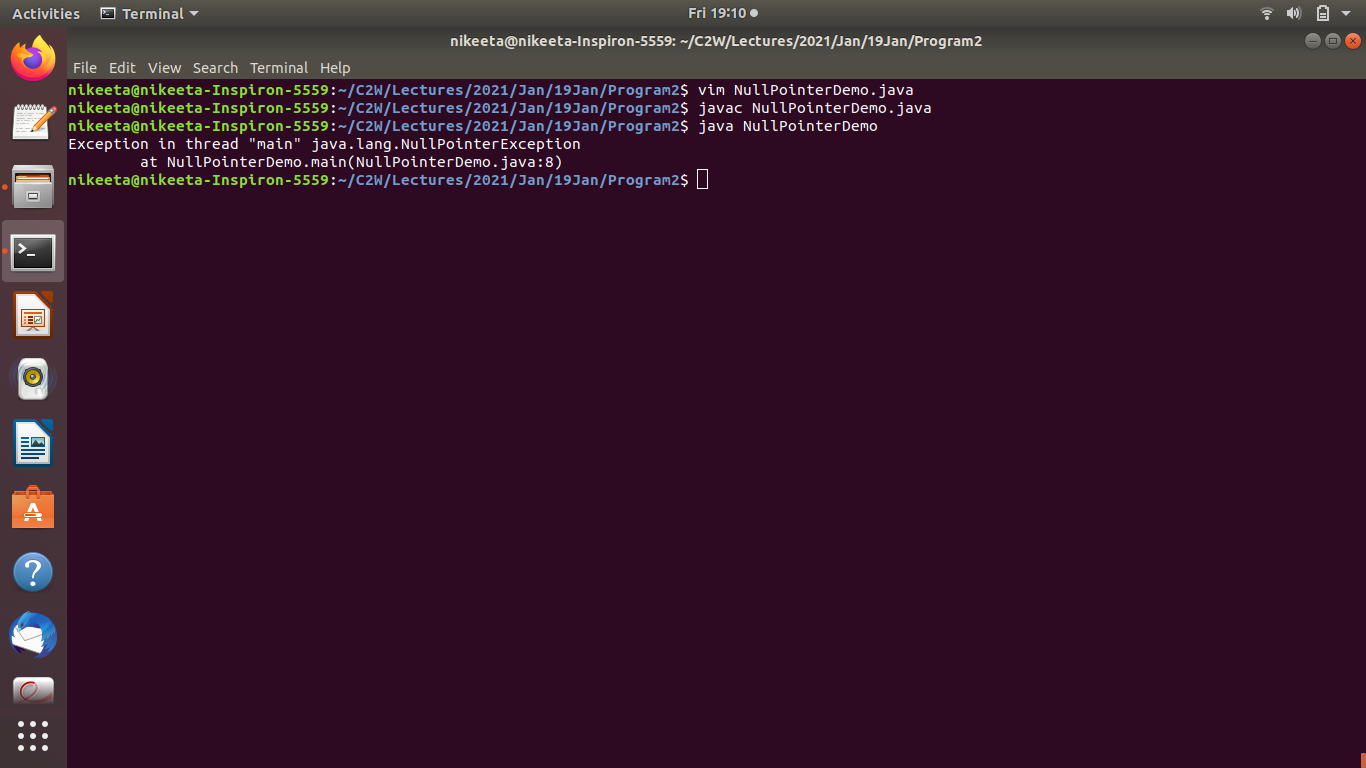 Activities Terminal Fri 19:10
nikeeta@nikeeta-Inspiron-5559: ~/C2W/Lectures/2021/Jan/19Jan/Program2
File Edit View Search Terminal Help
nikeeta@nikeeta-Inspiron-5559:~/C2W/Lectures/2021/Jan/19Jan/Program2$ vim NullPointerDemo.java
nikeeta@nikeeta-Inspiron-5559:~/C2W/Lectures/2021/Jan/19Jan/Program2$ javac NullPointerDemo.java
nikeeta@nikeeta-Inspiron-5559:~/C2W/Lectures/2021/Jan/19Jan/Program2$ java NullPointerDemo
Exception in thread "main" java.lang.NullPointerException
        at NullPointerDemo.main(NullPointerDemo.java:8)
nikeeta@nikeeta-Inspiron-5559:~/C2W/Lectures/2021/Jan/19Jan/Program2$